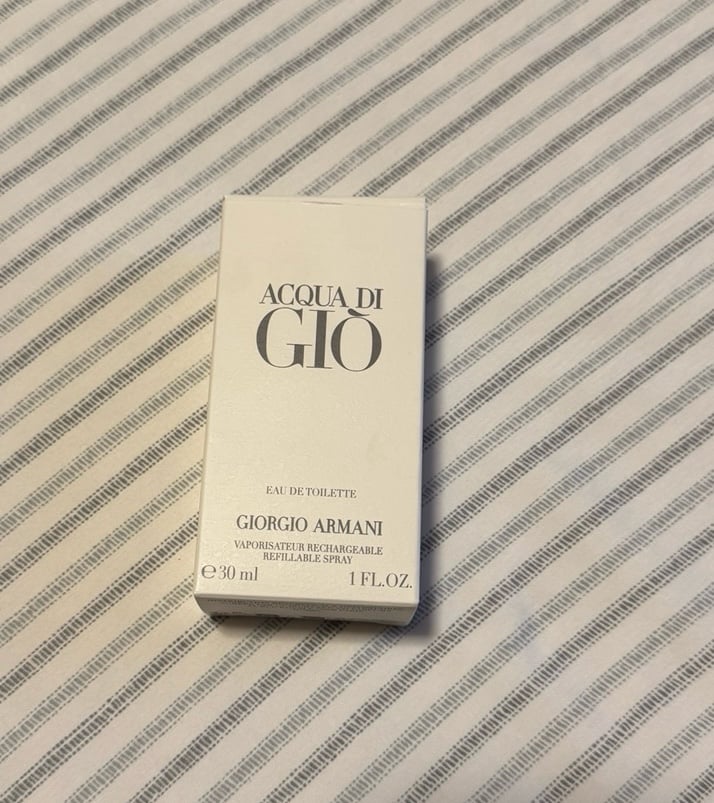 ACQUA DI
GIÒ
EAU DE TOILETTE
GIORGIO ARMANI
VAPORISATEUR RECHARGEABLE
REFILLABLE SPRAY
℮ 30 ml 1 FL.OZ.